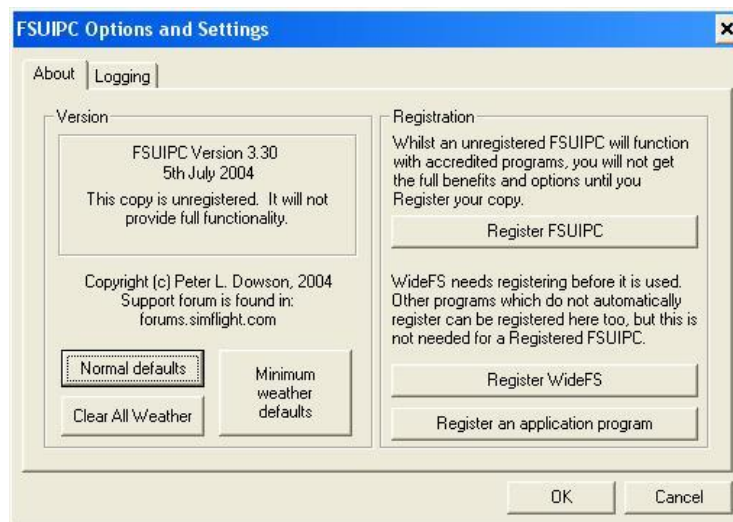 FSUIPC Options and Settings
About
Logging
Version
FSUIPC Version 3.30
5th July 2004
This copy is unregistered. It will not
provide full functionality.
Copyright (c) Peter L. Dowson, 2004
Support forum is found in:
forums.simflight.com
Normal defaults
Clear All Weather
Minimum
weather
defaults
Registration
Whilst an unregistered FSUIPC will function
with accredited programs, you will not get
the full benefits and options until you
Register your copy.
Register FSUIPC
WideFS needs registering before it is used.
Other programs which do not automatically
register can be registered here too, but this is
not needed for a Registered FSUIPC.
Register WideFS
Register an application program
OK
Cancel